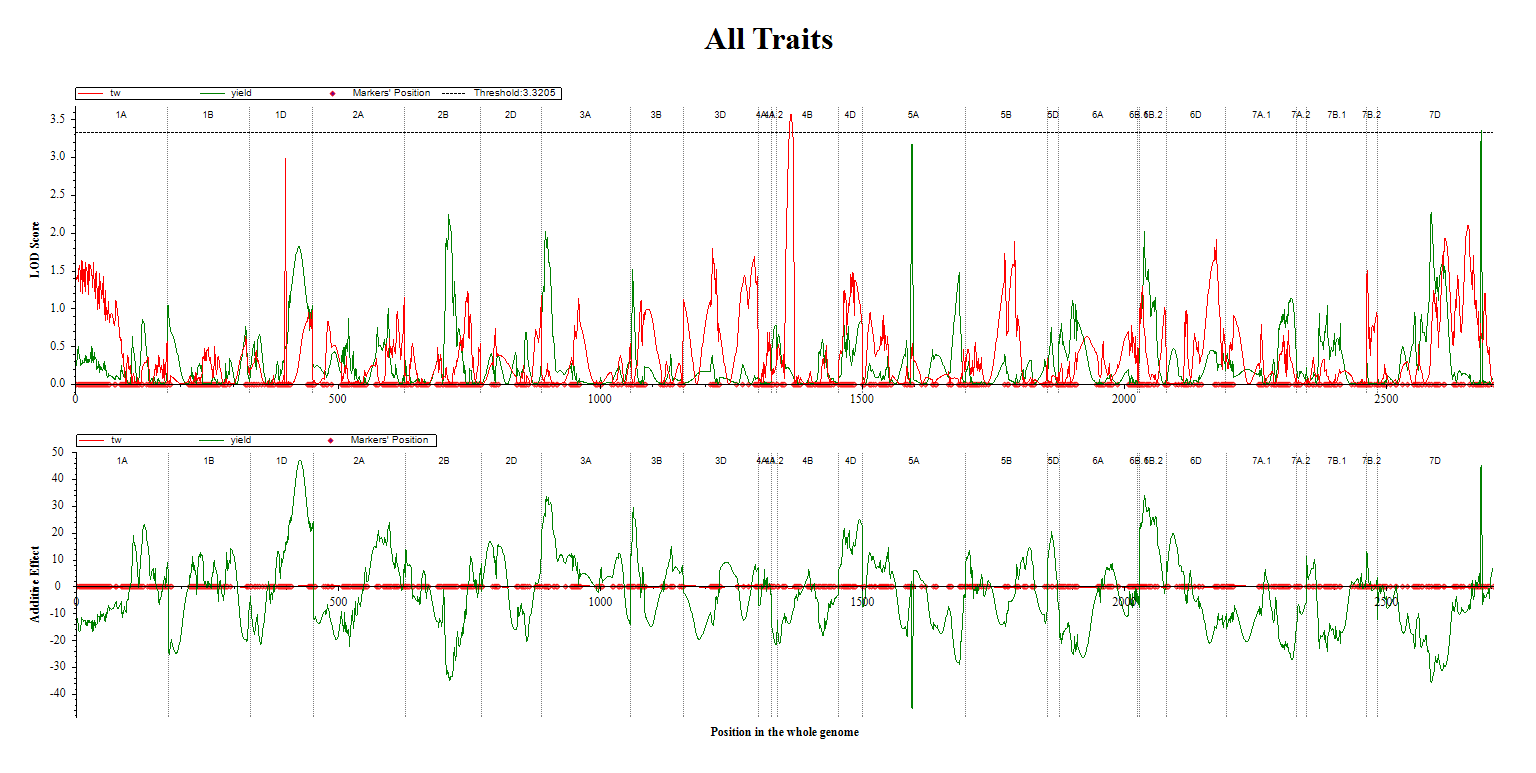 All Traits
tw yield Markers' Position Threshold:3.3205
1A 1B 1D 2A 2B 2D 3A 3B 3D 4B 4D 5A 5B 5D 6A 6B.2 6D 7A.1 7A.2 7B.1 7B.2 7D
3.5
3.0
2.5
2.0
1.5
1.0
0.5
0.0
LOD Score
0 500 1000 1500 2000 2500
tw yield Markers' Position
1A 1B 1D 2A 2B 2D 3A 3B 3D 4B 4D 5A 5B 5D 6A 6B.2 6D 7A.1 7A.2 7B.1 7B.2 7D
50
40
30
20
10
0
-10
-20
-30
-40
Additive Effect
0 500 1000 1500 2000 2500
Position in the whole genome